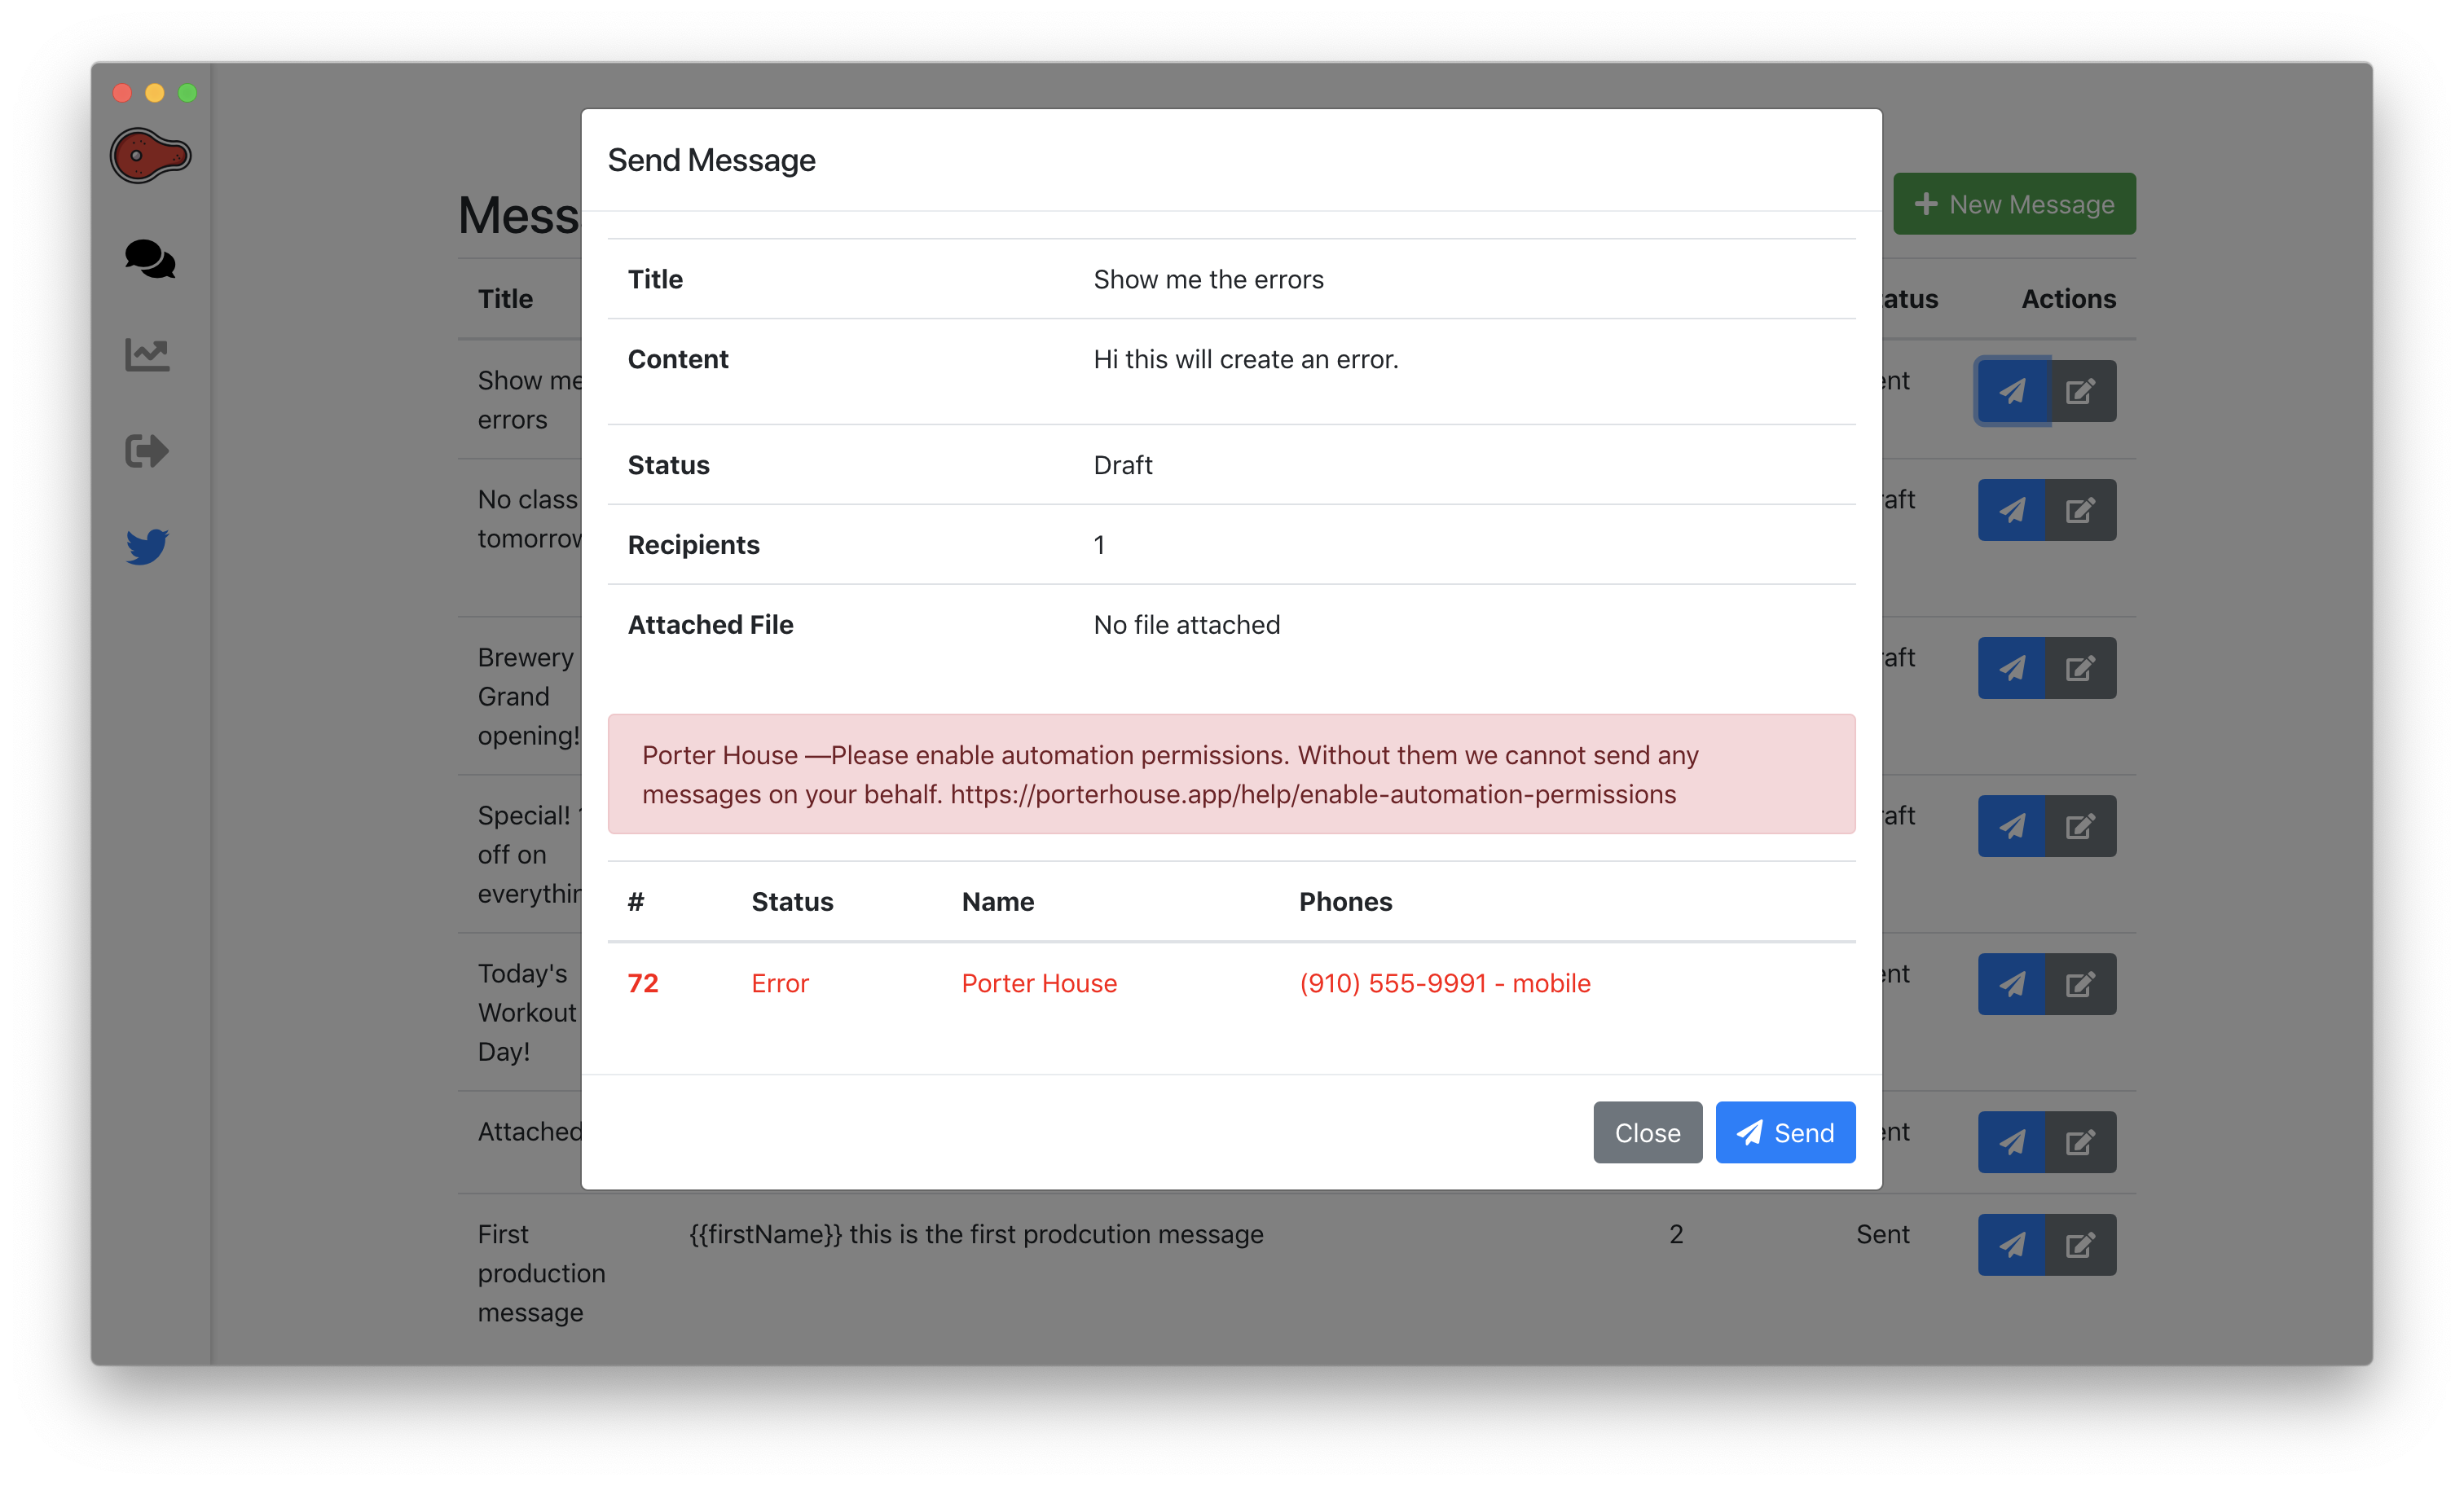 Send Message
Mess
New Message
Title Show me the errors
Content Hi this will create an error.
Status Draft
Recipients 1
Attached File No file attached
Porter House —Please enable automation permissions. Without them we cannot send any
messages on your behalf. https://porterhouse.app/help/enable-automation-permissions
# Status Name Phones
72 Error Porter House (910) 555-9991 - mobile
Close Send
Title atus Actions
Show me ent
errors
No class raft
tomorrow
Brewery raft
Grand
opening!
Special! raft
off on
everythin
Today's ent
Workout
Day!
Attached ent
First {{firstName}} this is the first prodcution message 2 Sent
production
message